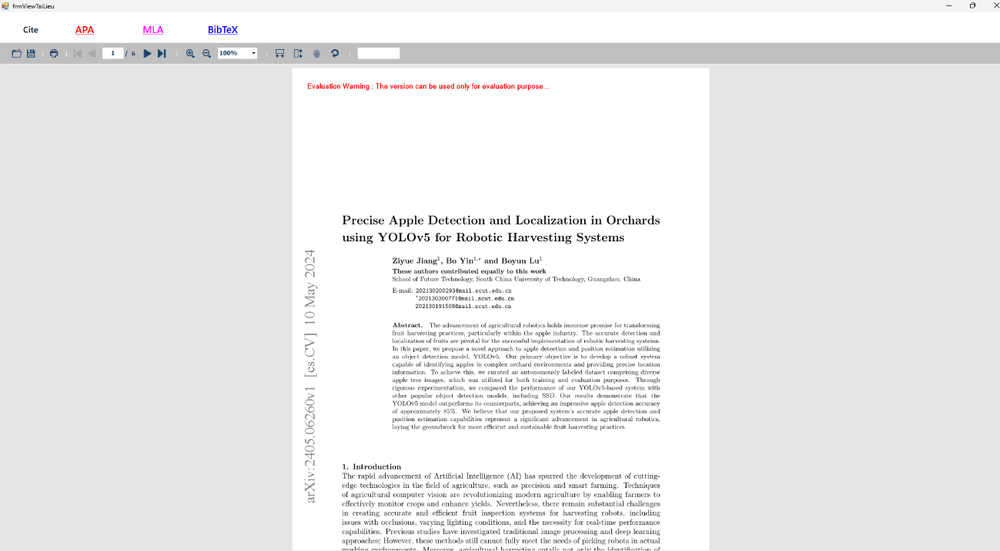 frmViewTaiLieu
Cite APA MLA BibTeX
1 / 6 100%
Evaluation Warning : The version can be used only for evaluation purpose...
Precise Apple Detection and Localization in Orchards
using YOLOv5 for Robotic Harvesting Systems
Ziyue Jiang1, Bo Yin1,* and Boyun Lu1
These authors contributed equally to this work
School of Future Technology, South China University of Technology, Guangzhou, China
E-mail: 202130200293@mail.scut.edu.cn
*202130300771@mail.scut.edu.cn
202130191508@mail.scut.edu.cn
Abstract. The advancement of agricultural robotics holds immense promise for transforming
fruit harvesting practices, particularly within the apple industry. The accurate detection and
localization of fruits are pivotal for the successful implementation of robotic harvesting systems.
In this paper, we propose a novel approach to apple detection and position estimation utilizing
an object detection model, YOLOv5. Our primary objective is to develop a robust system
capable of identifying apples in complex orchard environments and providing precise location
information. To achieve this, we curated an autonomously labeled dataset comprising diverse
apple tree images, which was utilized for both training and evaluation purposes. Through
rigorous experimentation, we compared the performance of our YOLOv5-based system with
other popular object detection models, including SSD. Our results demonstrate that the
YOLOv5 model outperforms its counterparts, achieving an impressive apple detection accuracy
of approximately 85%. We believe that our proposed system's accurate apple detection and
position estimation capabilities represent a significant advancement in agricultural robotics,
laying the groundwork for more efficient and sustainable fruit harvesting practices.
arXiv:2405.06260v1 [cs.CV] 10 May 2024
1. Introduction
The rapid advancement of Artificial Intelligence (AI) has spurred the development of cutting-
edge technologies in the field of agriculture, such as precision and smart farming. Techniques
of agricultural computer vision are revolutionizing modern agriculture by enabling farmers to
effectively monitor crops and enhance yields. Nevertheless, there remain substantial challenges
in creating accurate and efficient fruit inspection systems for harvesting robots, including
issues with occlusions, varying lighting conditions, and the necessity for real-time performance
capabilities. Previous studies have investigated traditional image processing and deep learning
approaches; However, these methods still cannot fully meet the needs of picking robots in actual
working environments. Moreover, agricultural harvesting entails not only the identification of